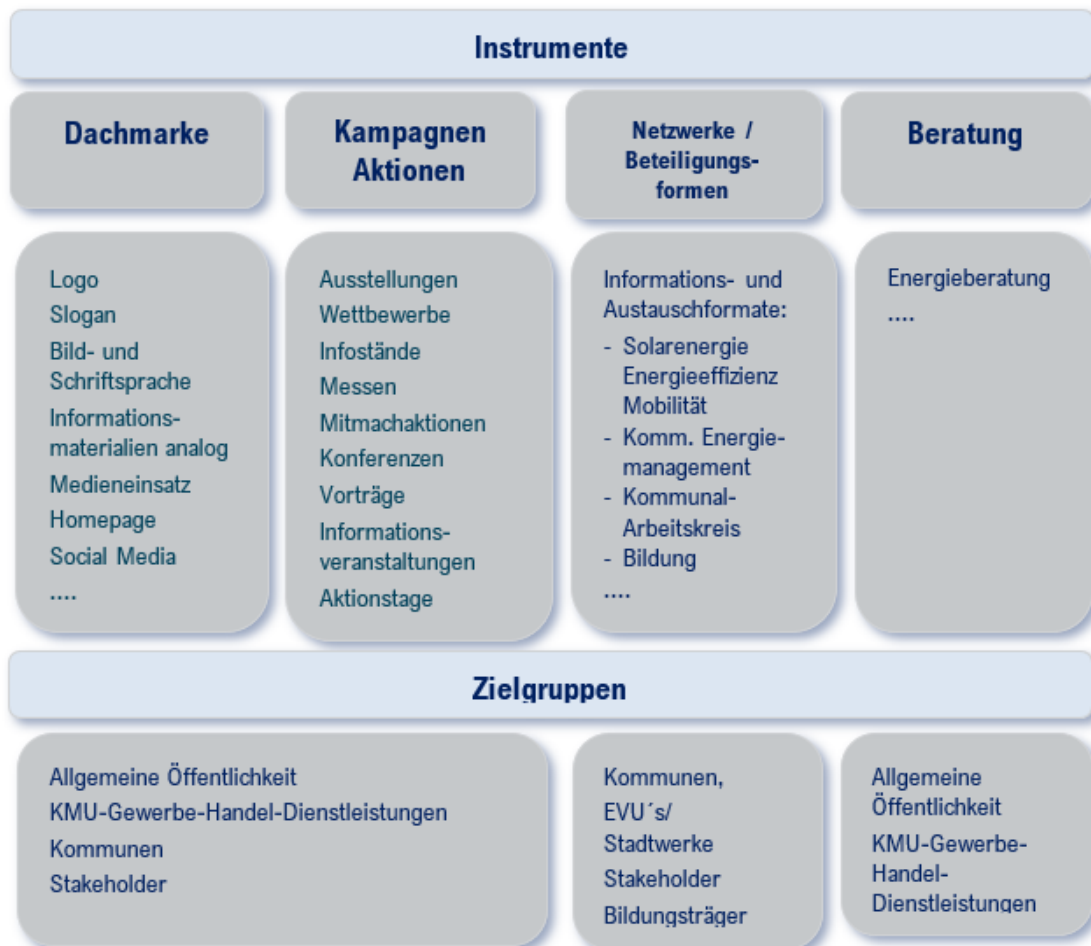 Instrumente
Dachmarke
Kampagnen
Aktionen
Netzwerke /
Beteiligungs-
formen
Beratung
Logo
Slogan
Bild- und
Schriftsprache
Informations-
materialien analog
Medieneinsatz
Homepage
Social Media
....
Ausstellungen
Wettbewerbe
Infostände
Messen
Mitmachaktionen
Konferenzen
Vorträge
Informations-
veranstaltungen
Aktionstage
Informations- und
Austauschformate:
- Solarenergie
Energieeffizienz
Mobilität
- Komm. Energie-
management
- Kommunal-
Arbeitskreis
- Bildung
....
Energieberatung
....
Zielgruppen
Allgemeine Öffentlichkeit
KMU-Gewerbe-Handel-Dienstleistungen
Kommunen
Stakeholder
Kommunen,
EVU´s/
Stadtwerke
Stakeholder
Bildungsträger
Allgemeine
Öffentlichkeit
KMU-Gewerbe-
Handel-
Dienstleistungen